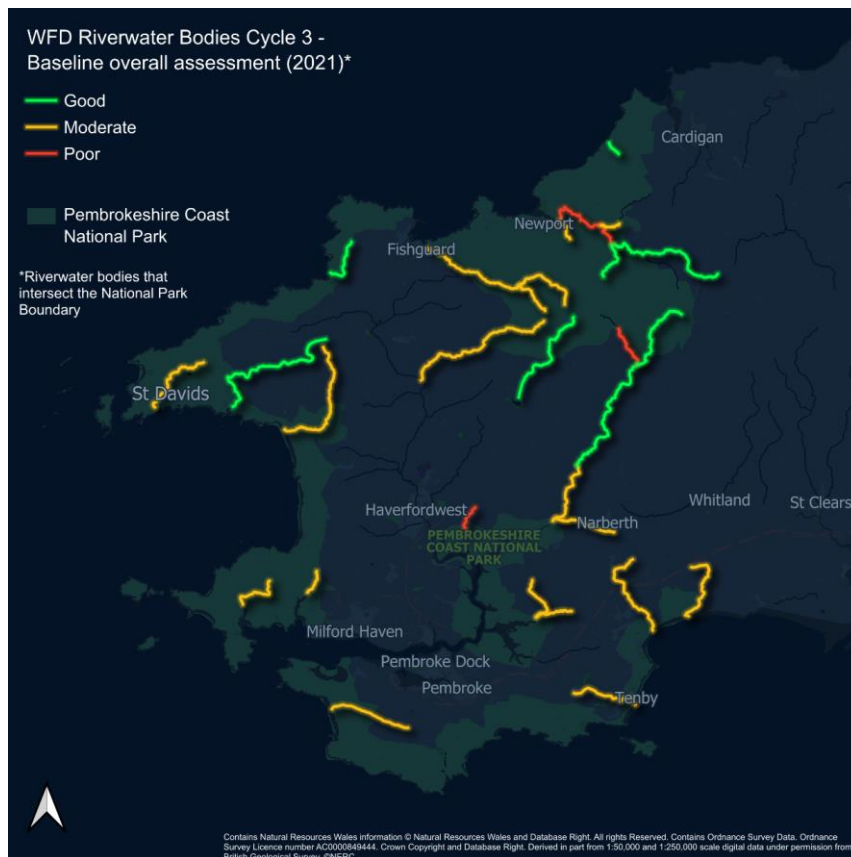 WFD Riverwater Bodies Cycle 3 -
Baseline overall assessment (2021)*
Good
Moderate
Poor
Pembrokeshire Coast
National Park
*Riverwater bodies that
intersect the National Park
Boundary
Cardigan
Newport
Fishguard
St Davids
Whitland
St Clears
Haverfordwest
Narberth
PEMBROKESHIRE
COAST NATIONAL
PARK
Milford Haven
Pembroke Dock
Pembroke
Tenby
Contains Natural Resources Wales information © Natural Resources Wales and Database Right. All rights Reserved. Contains Ordnance Survey Data. Ordnance
Survey Licence number AC0000849444. Crown Copyright and Database Right. Derived in part from 1:50,000 and 1:250,000 scale digital data under permission from
British Geological Survey. ©NERC